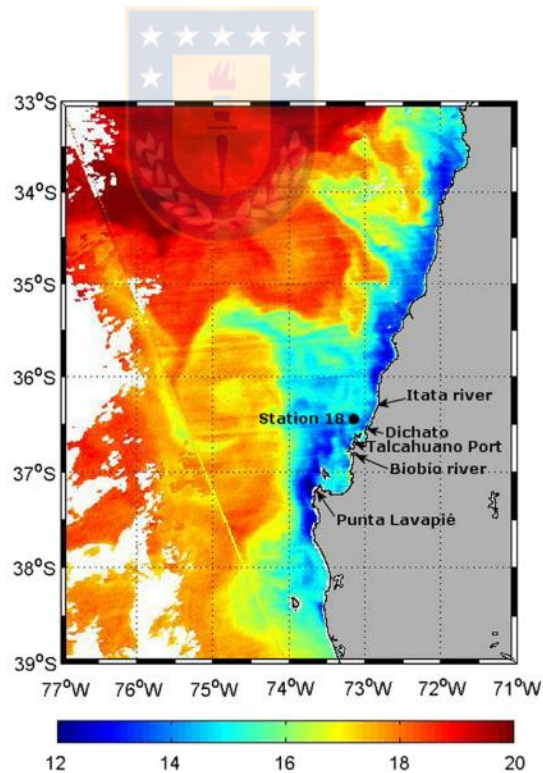 33°S
34°S
35°S
36°S
37°S
38°S
39°S
Itata river
Station 18
Dichato
Talcahuano Port
Biobio river
Punta Lavapié
77°W 76°W 75°W 74°W 73°W 72°W 71°W
12 14 16 18 20